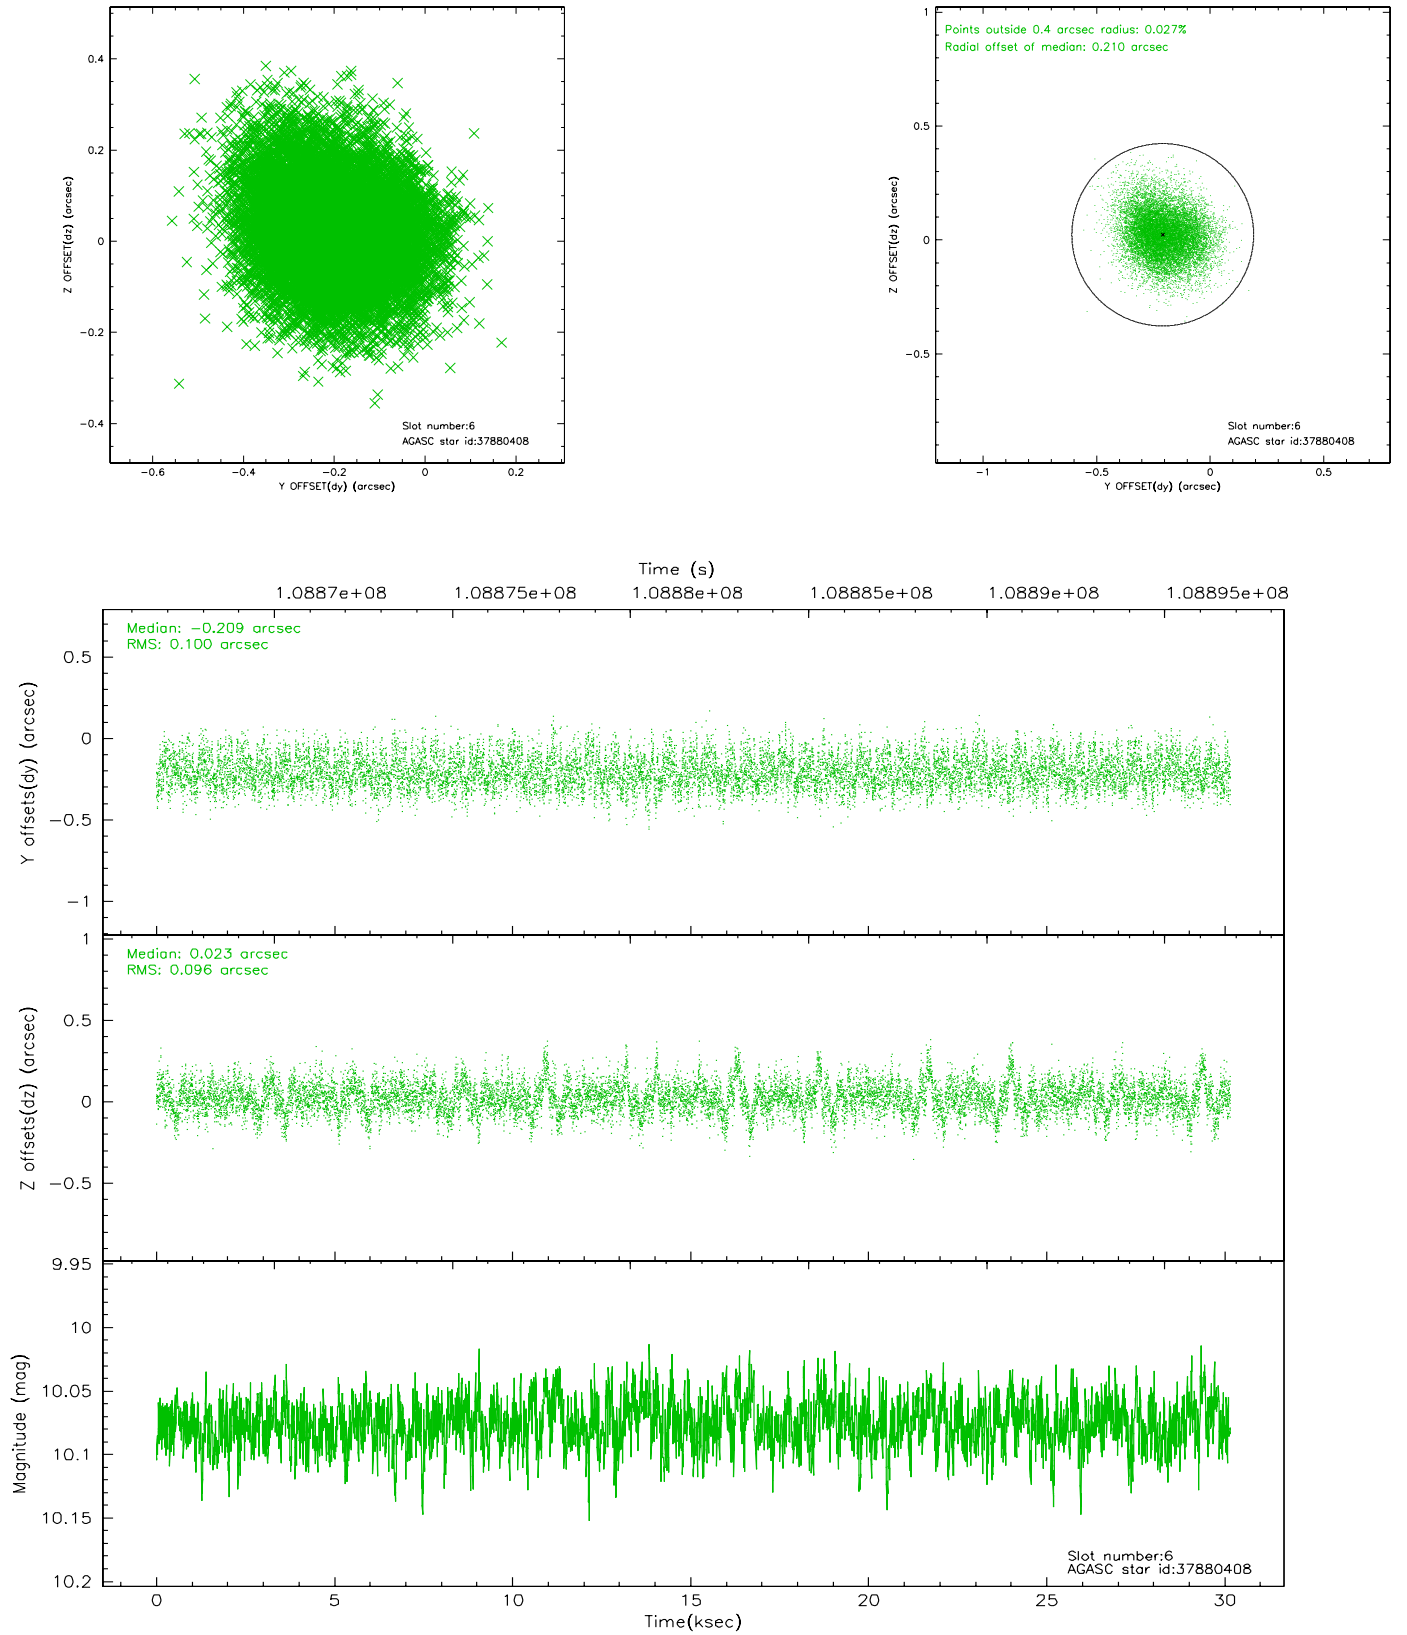 0.4
0.2
0
-0.2
-0.4
Z OFFSET(dz) (arcsec)
Slot number:6
AGASC star id:37880408
-0.6
-0.4
-0.2
0
0.2
Y OFFSET(dy) (arcsec)
Points outside 0.4 arcsec radius: 0.027%
Radial offset of median: 0.210 arcsec
1
0.5
0
-0.5
Z OFFSET(dz) (arcsec)
Slot number:6
AGASC star id:37880408
-1
-0.5
0
0.5
Y OFFSET(dy) (arcsec)
Time (s)
1.0887e+08
1.08875e+08
1.0888e+08
1.08885e+08
1.0889e+08
1.08895e+08
Median: -0.209 arcsec
RMS: 0.100 arcsec
0.5
0
-0.5
-1
Y offsets(dy) (arcsec)
Median: 0.023 arcsec
RMS: 0.096 arcsec
1
0.5
0
-0.5
Z offsets(dz) (arcsec)
9.95
10
10.05
10.1
10.15
10.2
Magnitude (mag)
Slot number:6
AGASC star id:37880408
0
5
10
15
20
25
30
Time(ksec)